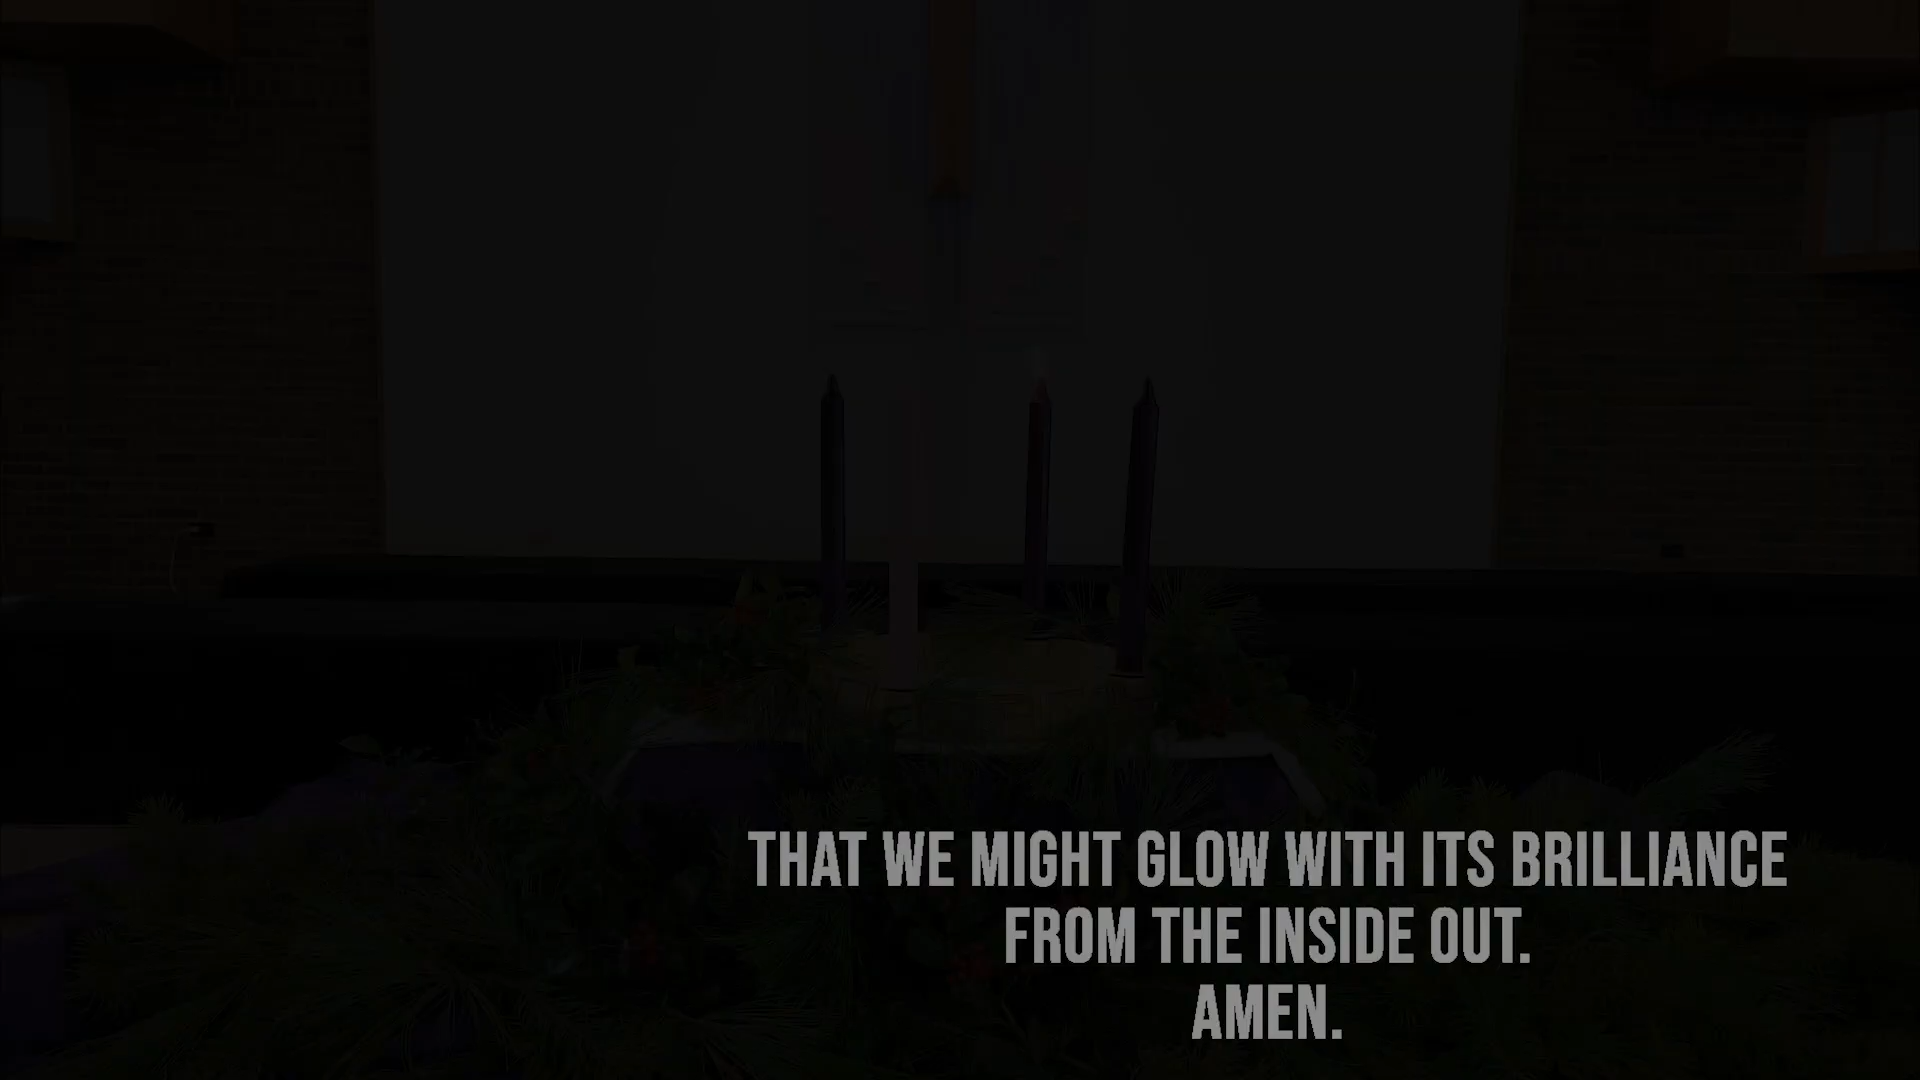 THAT WE MIGHT GLOW WITH ITS BRILLIANCE
FROM THE INSIDE OUT.
AMEN.